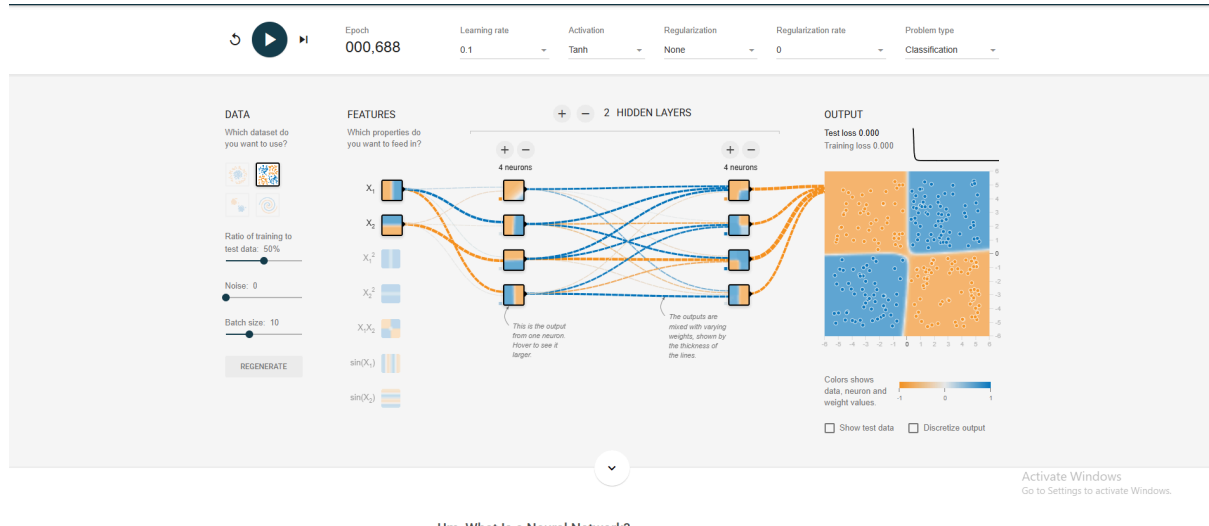 Epoch
000,688
Learning rate
0.1
Activation
Tanh
Regularization
None
Regularization rate
0
Problem type
Classification
DATA
Which dataset do
you want to use?
Ratio of training to
test data: 50%
Noise: 0
Batch size: 10
REGENERATE
FEATURES
Which properties do
you want to feed in?
X₁
X₂
X₁²
X₂²
X₁X₂
sin(X₁)
sin(X₂)
+ − 2 HIDDEN LAYERS
+ −
4 neurons
+ −
4 neurons
This is the output
from one neuron.
Hover to see it
larger.
The outputs are
mixed with varying
weights, shown by
the thickness of
the lines.
OUTPUT
Test loss 0.000
Training loss 0.000
6
5
4
3
2
1
0
-1
-2
-3
-4
-5
-6
-6 -5 -4 -3 -2 -1 0 1 2 3 4 5 6
Colors shows
data, neuron and
weight values.
-1 0 1
Show test data
Discretize output
Activate Windows
Go to Settings to activate Windows.
What Is a Neural Network?